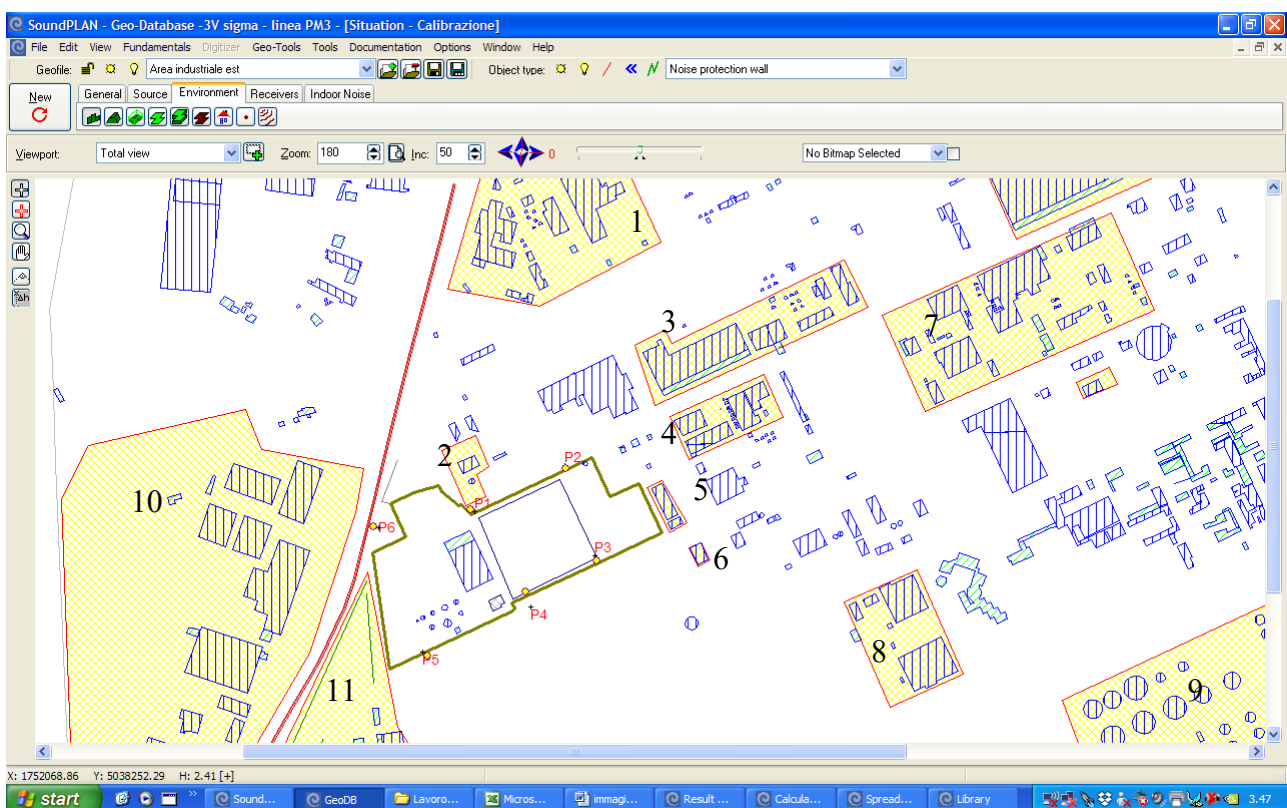 SoundPLAN - Geo-Database -3V sigma - linea PM3 - [Situation - Calibrazione]
File Edit View Fundamentals Digitizer Geo-Tools Tools Documentation Options Window Help
Geofile: Area industriale est Object type: Noise protection wall
New General Source Environment Receivers Indoor Noise
Viewport: Total view Zoom: 180 Inc: 50 0 No Bitmap Selected
1
3
7
4
2
P2
5
10
P1
P6
6
P3
P4
8
P5
11
9
X: 1752068.86 Y: 5038252.29 H: 2.41 [+]
start » Sound... GeoDB Lavoro... Micros... immagi... Result ... Calcula... Spread... Library 3.47